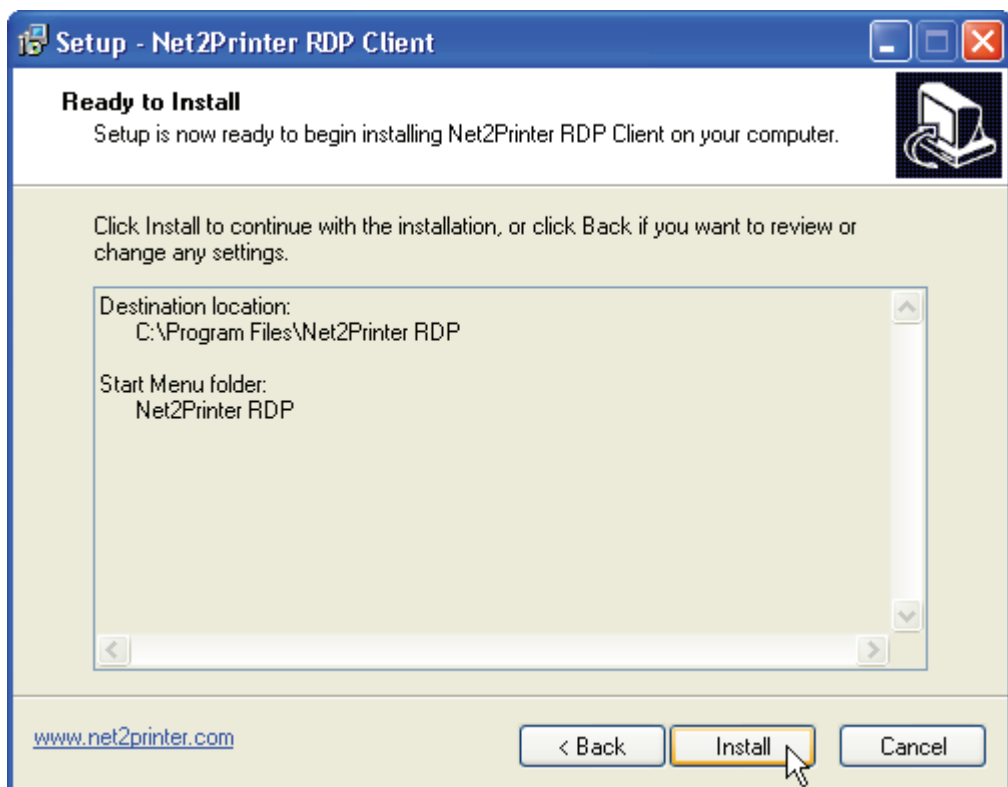 Setup - Net2Printer RDP Client
Ready to Install
Setup is now ready to begin installing Net2Printer RDP Client on your computer.
Click Install to continue with the installation, or click Back if you want to review or
change any settings.
Destination location:
C:\Program Files\Net2Printer RDP
Start Menu folder:
Net2Printer RDP
www.net2printer.com
< Back
Install
Cancel